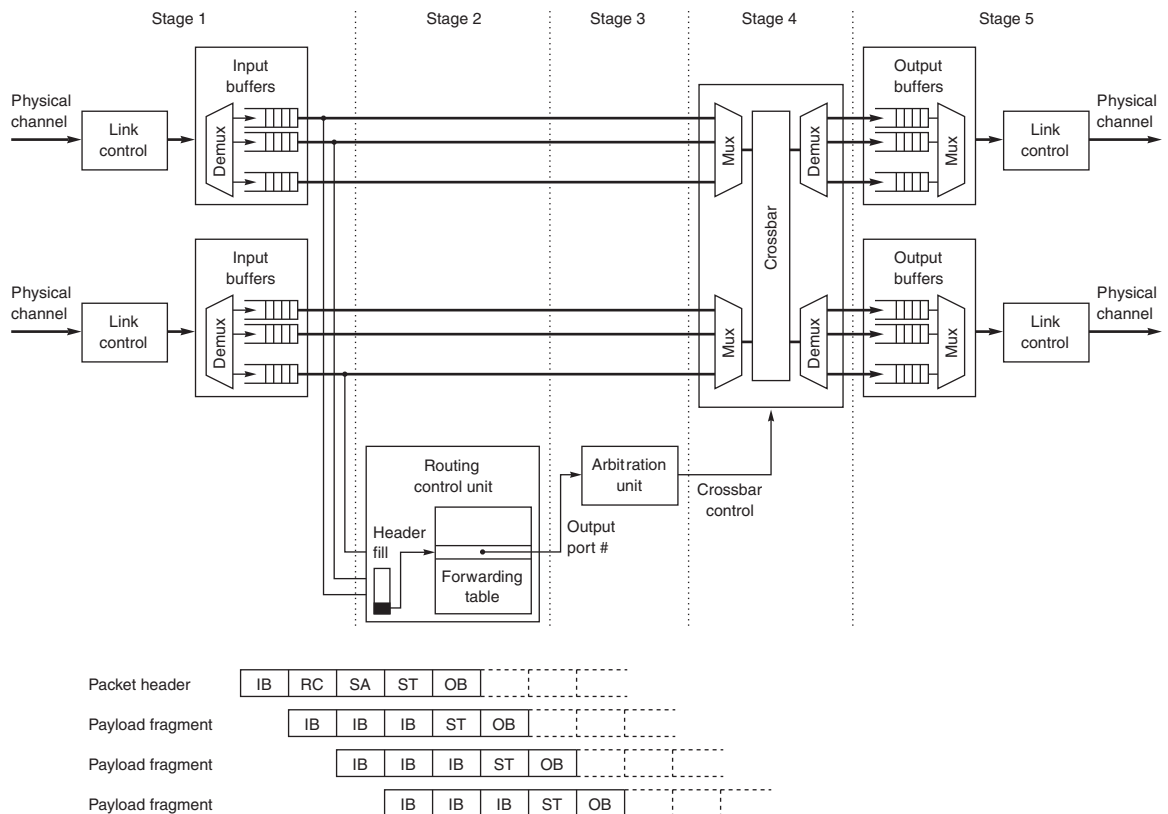 Stage 1
Stage 2
Stage 3
Stage 4
Stage 5
Physical
channel
Link
control
Input
buffers
Demux
Mux
Crossbar
Demux
Output
buffers
Mux
Link
control
Physical
channel
Physical
channel
Link
control
Input
buffers
Demux
Mux
Demux
Output
buffers
Mux
Link
control
Physical
channel
Routing
control unit
Header
fill
Forwarding
table
Output
port #
Arbitration
unit
Crossbar
control
Packet header IB RC SA ST OB
Payload fragment IB IB IB ST OB
Payload fragment IB IB IB ST OB
Payload fragment IB IB IB ST OB